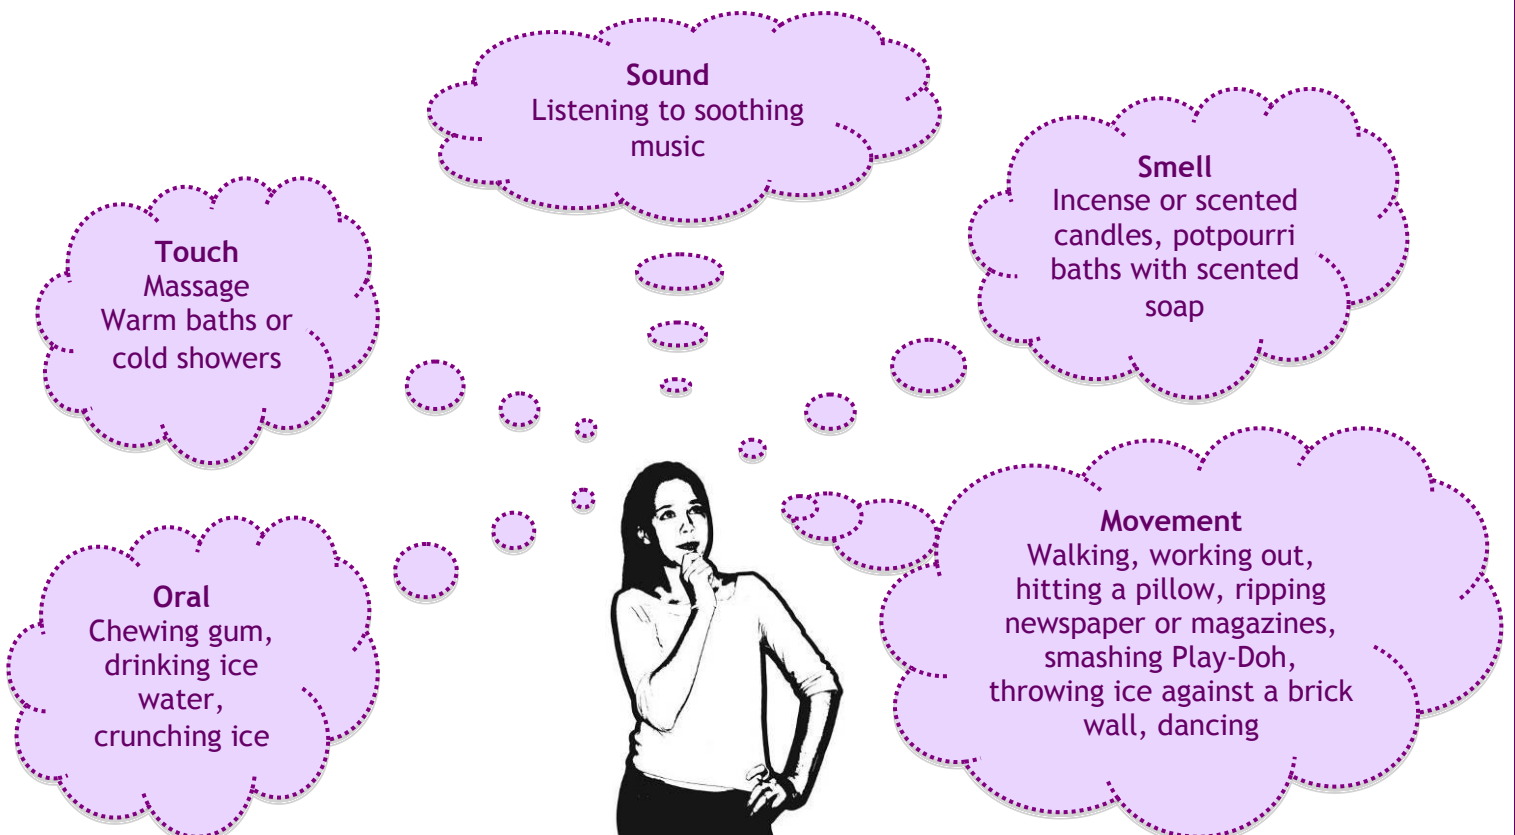 Sound
Listening to soothing
music
Smell
Incense or scented
candles, potpourri
baths with scented
soap
Touch
Massage
Warm baths or
cold showers
Oral
Chewing gum,
drinking ice
water,
crunching ice
Movement
Walking, working out,
hitting a pillow, ripping
newspaper or magazines,
smashing Play-Doh,
throwing ice against a brick
wall, dancing